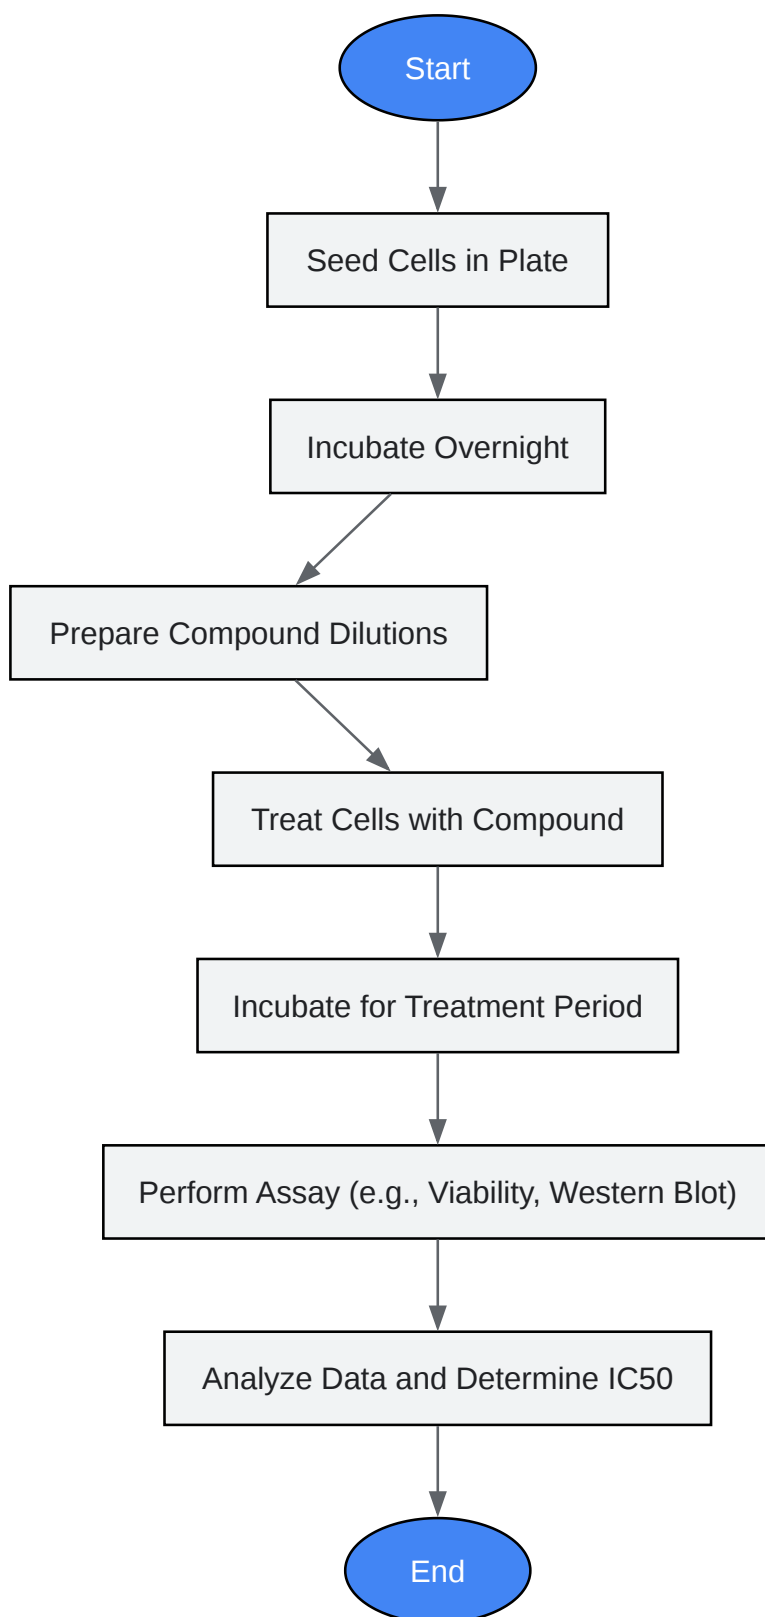 Start
Seed Cells in Plate
Incubate Overnight
Prepare Compound Dilutions
Treat Cells with Compound
Incubate for Treatment Period
Perform Assay (e.g., Viability, Western Blot)
Analyze Data and Determine IC50
End